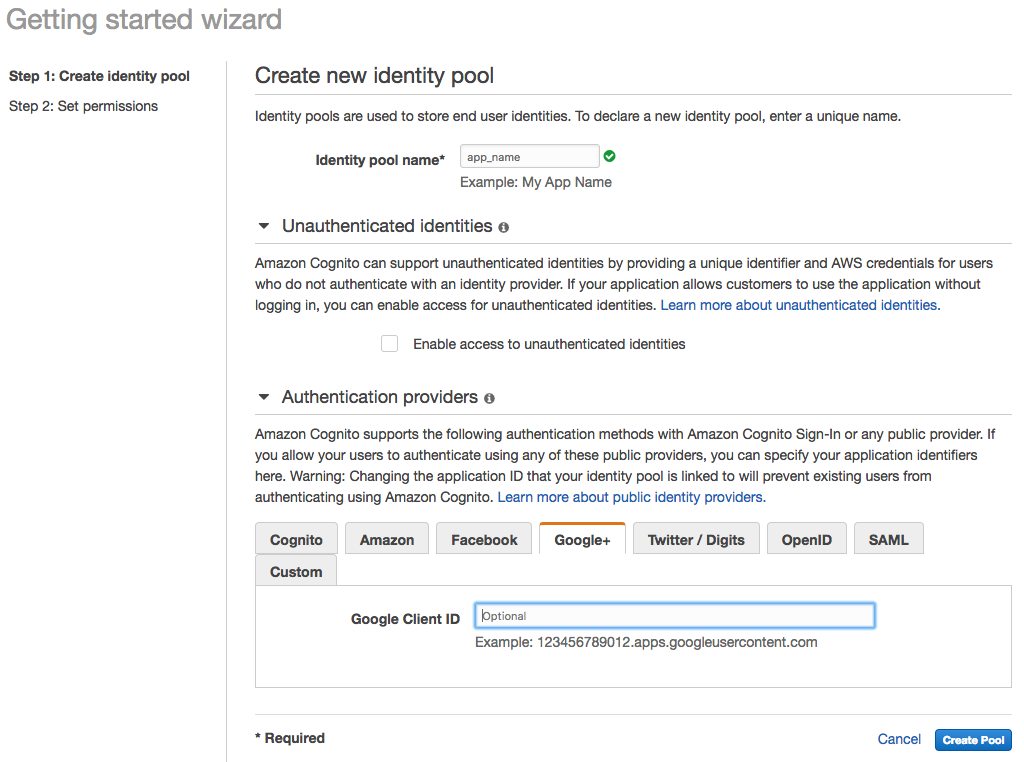 Getting started wizard
Step 1: Create identity pool
Step 2: Set permissions
Create new identity pool
Identity pools are used to store end user identities. To declare a new identity pool, enter a unique name.
Identity pool name* app_name
Example: My App Name
Unauthenticated identities
Amazon Cognito can support unauthenticated identities by providing a unique identifier and AWS credentials for users
who do not authenticate with an identity provider. If your application allows customers to use the application without
logging in, you can enable access for unauthenticated identities. Learn more about unauthenticated identities.
Enable access to unauthenticated identities
Authentication providers
Amazon Cognito supports the following authentication methods with Amazon Cognito Sign-In or any public provider. If
you allow your users to authenticate using any of these public providers, you can specify your application identifiers
here. Warning: Changing the application ID that your identity pool is linked to will prevent existing users from
authenticating using Amazon Cognito. Learn more about public identity providers.
Cognito Amazon Facebook Google+ Twitter / Digits OpenID SAML
Custom
Google Client ID Optional
Example: 123456789012.apps.googleusercontent.com
* Required Cancel Create Pool